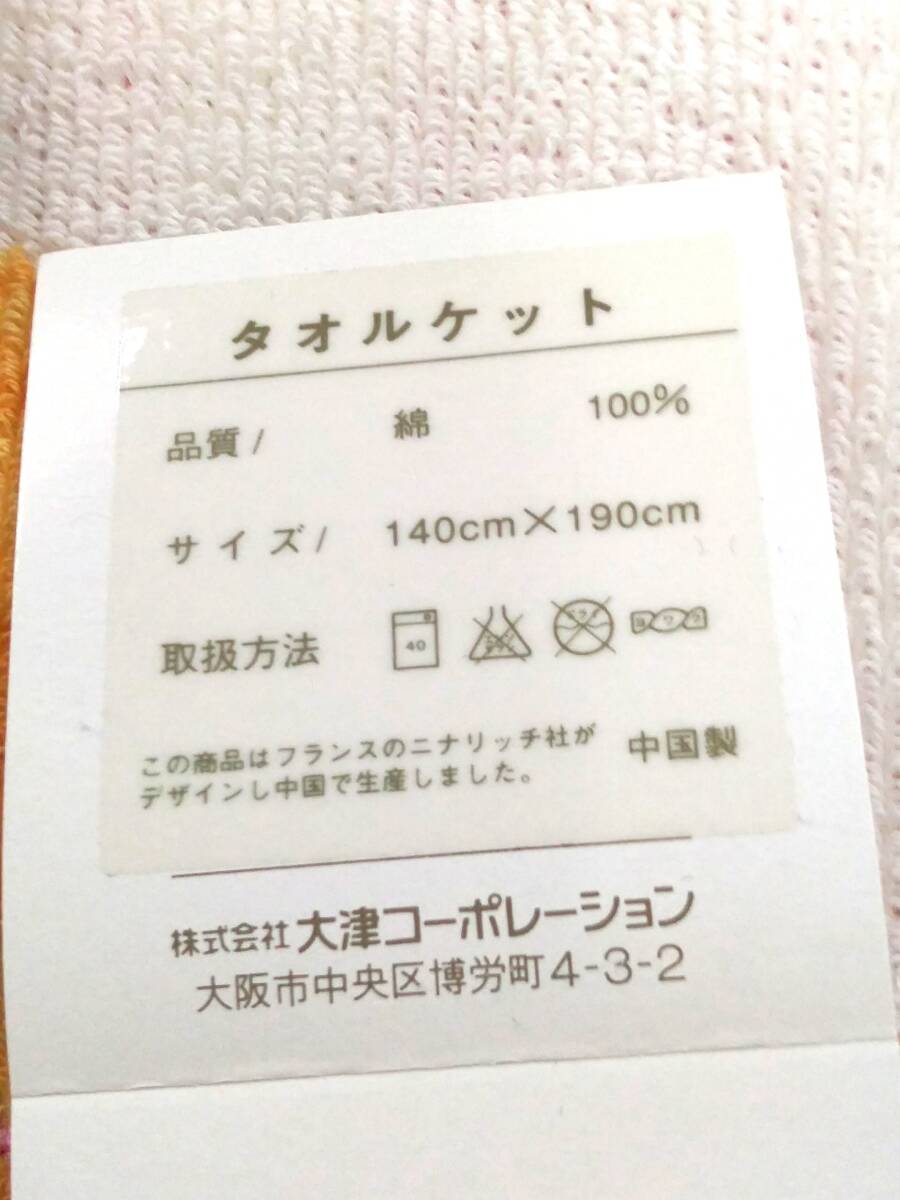 タオルケット
品質/ 綿 100%
サイズ/ 140cm×190cm
取扱方法 40
この商品はフランスのニナリッチ社が
デザインし中国で生産しました。
中国製
株式会社 大津コーポレーション
大阪市中央区博労町4-3-2